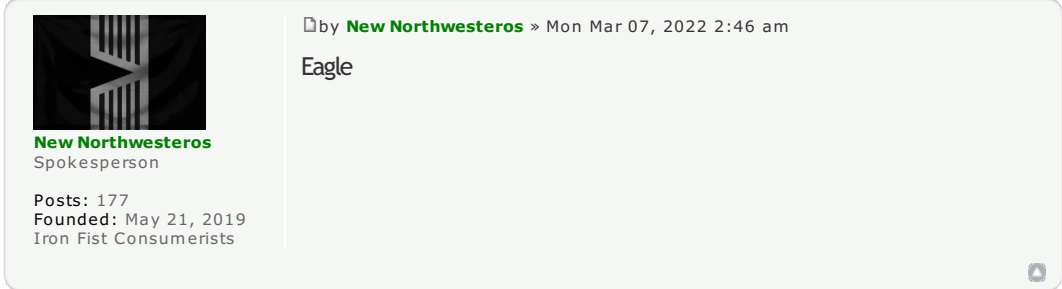 by New Northwesteros » Mon Mar 07, 2022 2:46 am
Eagle
New Northwesteros
Spokesperson
Posts: 177
Founded: May 21, 2019
Iron Fist Consumerists